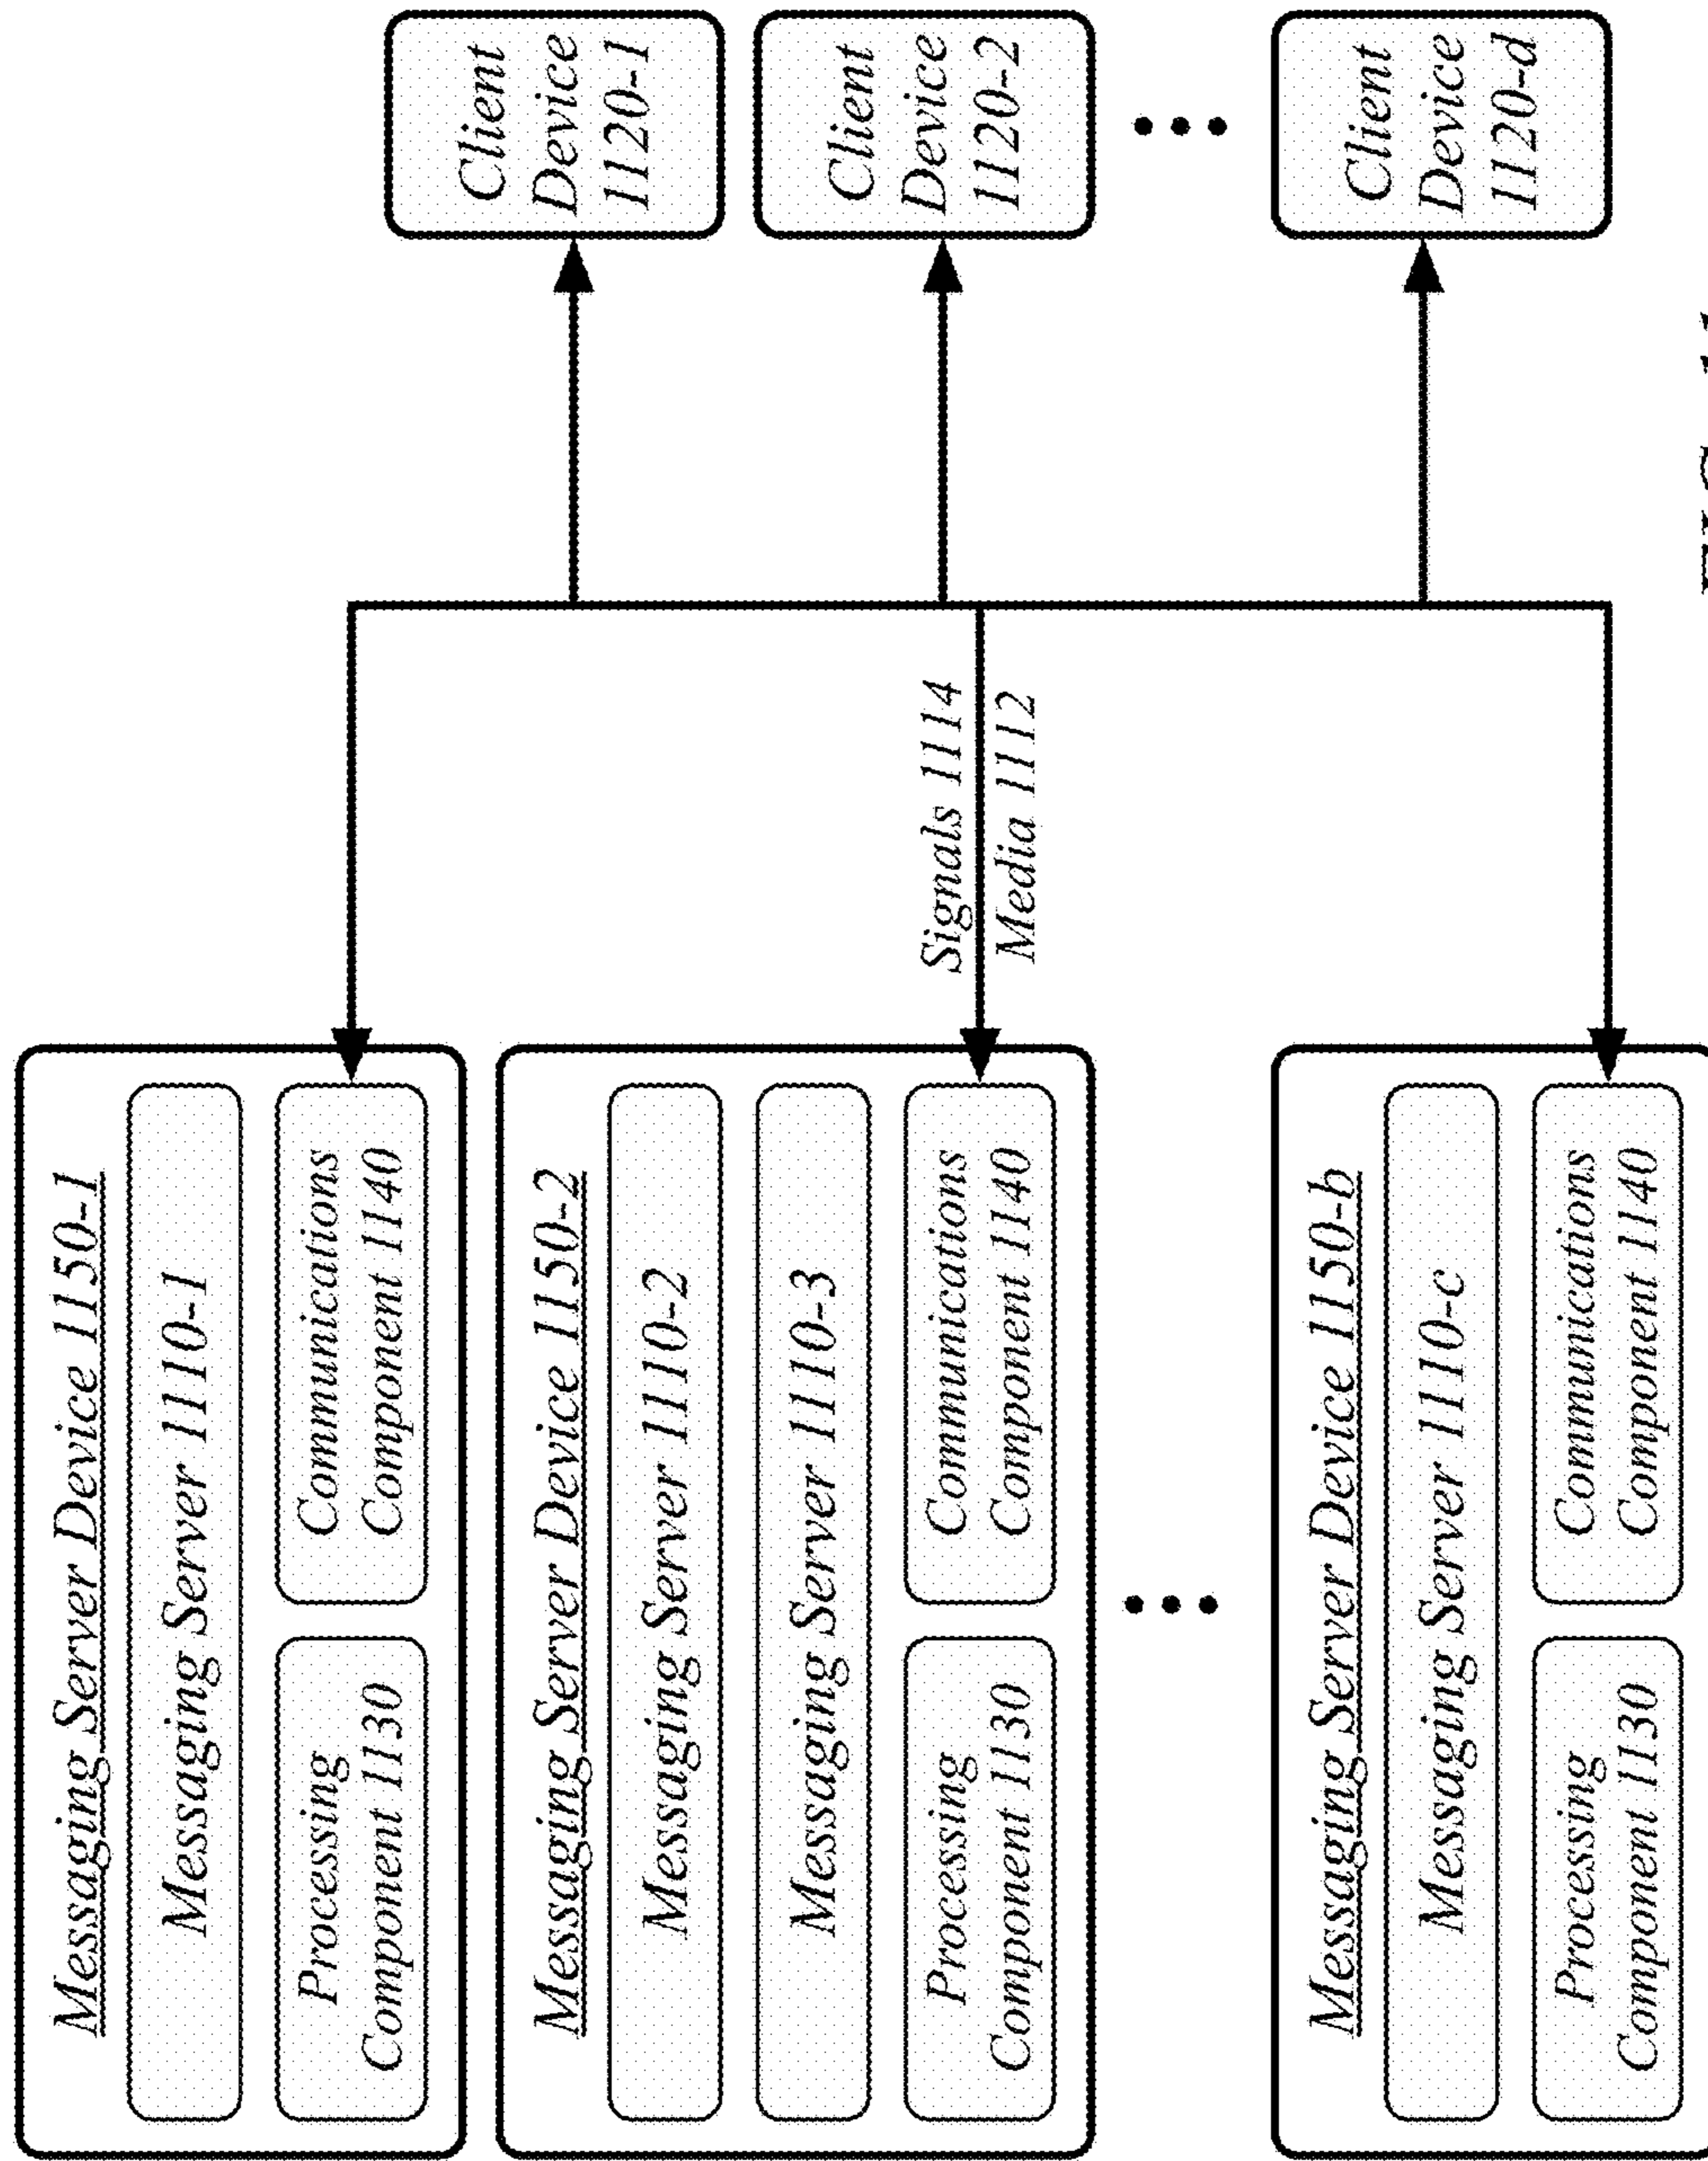 Messaging Server Device 1150-1
Messaging Server 1110-1
Processing
Component 1130
Communications
Component 1140
Messaging Server Device 1150-2
Messaging Server 1110-2
Messaging Server 1110-3
Processing
Component 1130
Communications
Component 1140
Messaging Server Device 1150-b
Messaging Server 1110-c
Processing
Component 1130
Communications
Component 1140
Signals 1114
Media 1112
Client
Device
1120-1
Client
Device
1120-2
Client
Device
1120-d